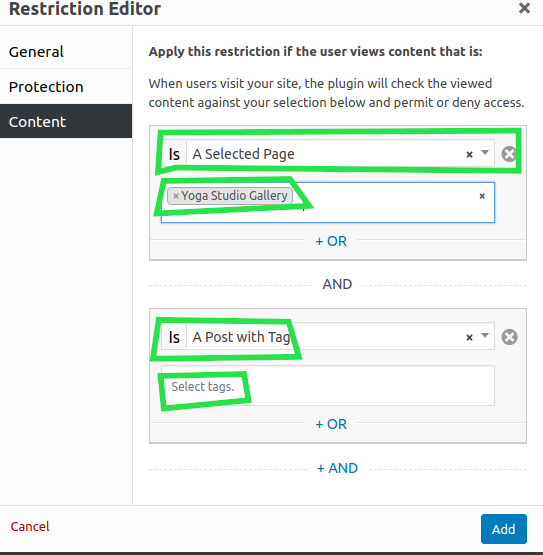 Restriction Editor
General
Protection
Content
Apply this restriction if the user views content that is:
When users visit your site, the plugin will check the viewed
content against your selection below and permit or deny access.
Is A Selected Page
Yoga Studio Gallery
+ OR
AND
Is A Post with Tag
Select tags.
+ OR
+ AND
Cancel
Add